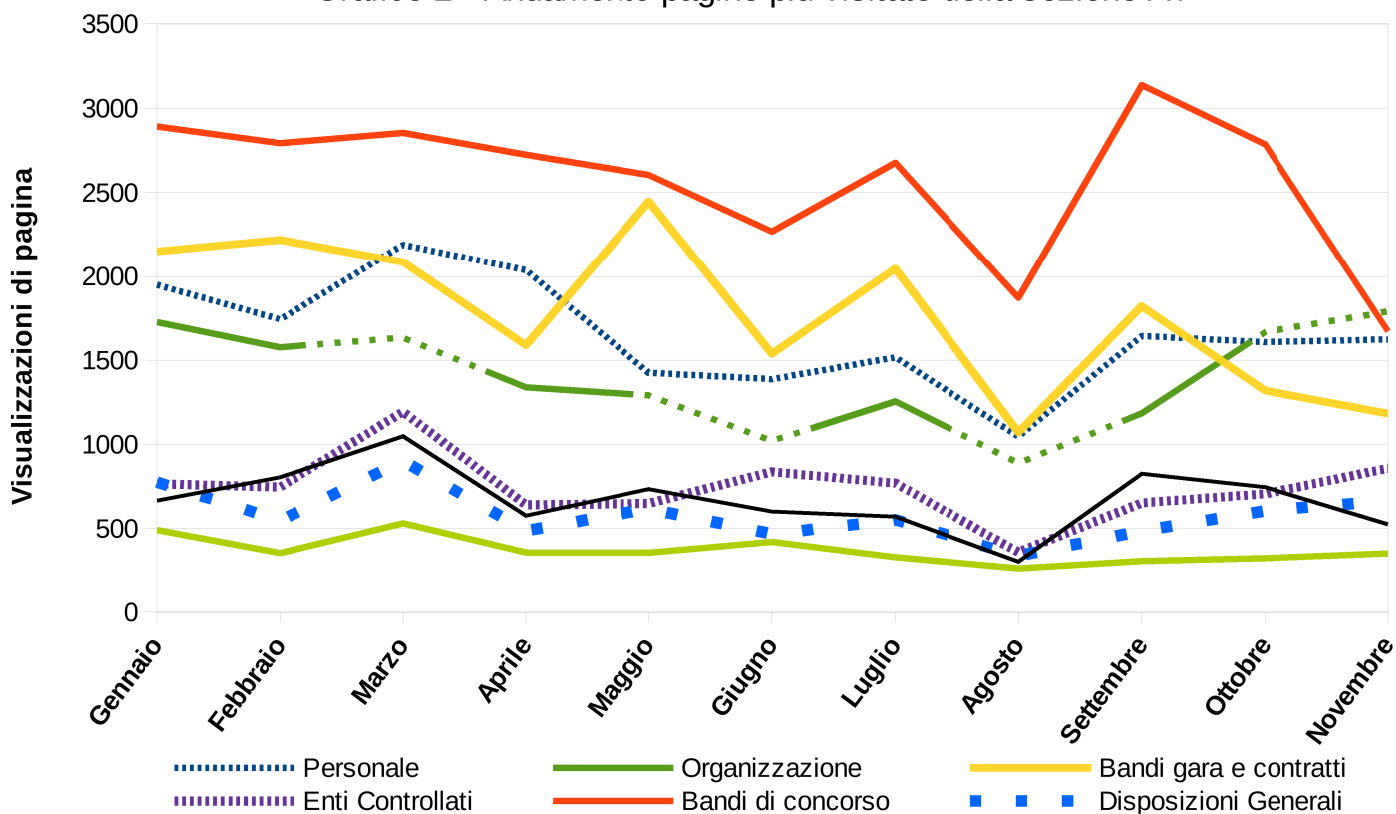 3500
3000
2500
2000
1500
1000
500
0
Visualizzazioni di pagina
Gennaio
Febbraio
Marzo
Aprile
Maggio
Giugno
Luglio
Agosto
Settembre
Ottobre
Novembre
Personale Organizzazione Bandi gara e contratti
Enti Controllati Bandi di concorso Disposizioni Generali